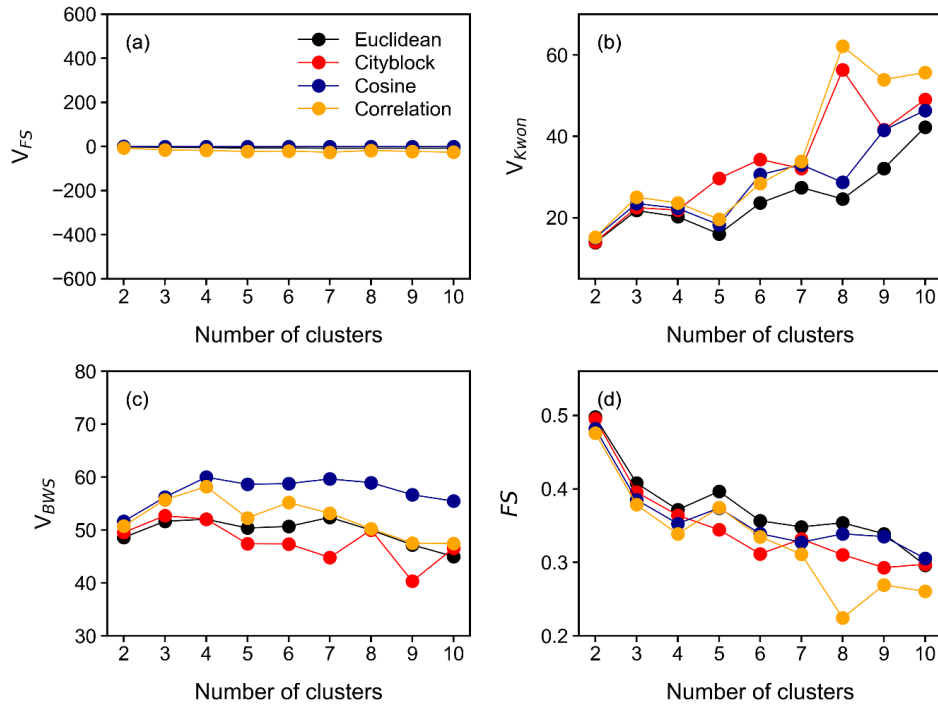 (a)
Euclidean
Cityblock
Cosine
Correlation
600
400
200
0
−200
−400
−600
V_FS
2 3 4 5 6 7 8 9 10
Number of clusters
(b)
60
40
20
V_Kwon
2 3 4 5 6 7 8 9 10
Number of clusters
(c)
80
70
60
50
40
30
V_BWS
2 3 4 5 6 7 8 9 10
Number of clusters
(d)
0.5
0.4
0.3
0.2
FS
2 3 4 5 6 7 8 9 10
Number of clusters